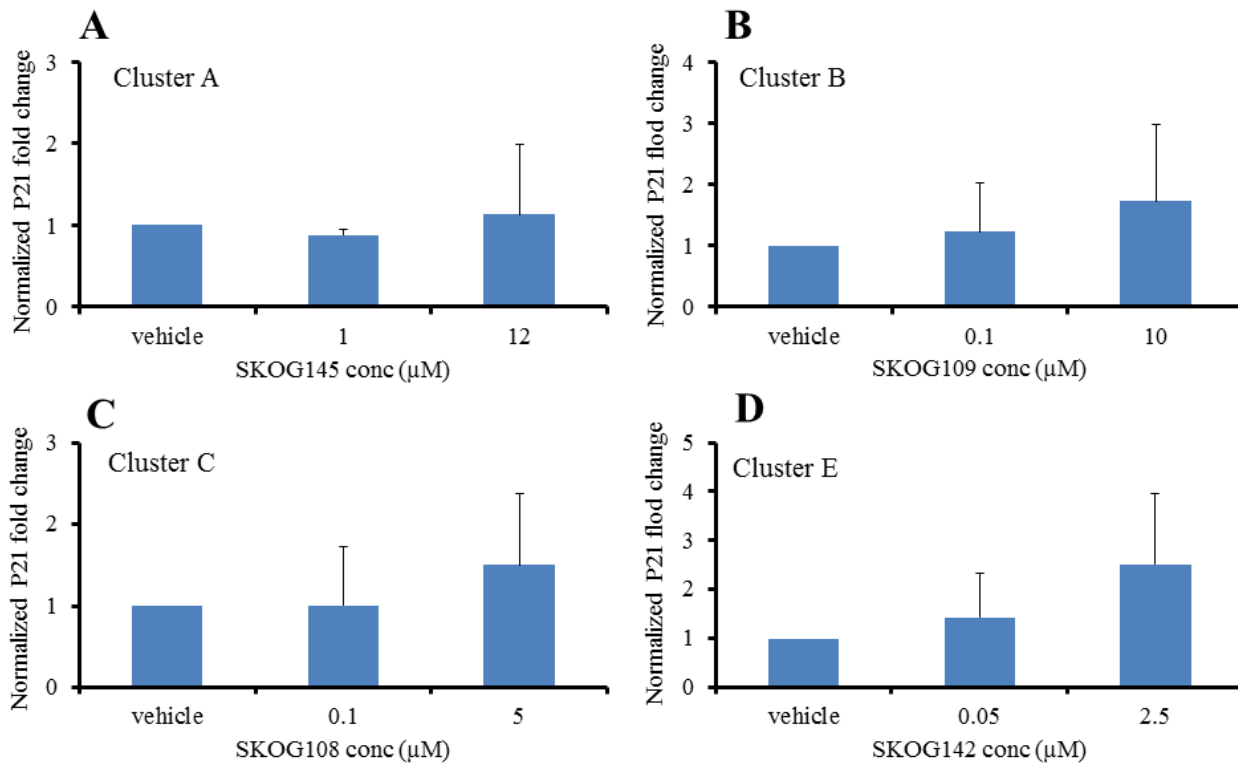 A
Cluster A
Normalized P21 fold change
3
2
1
0
vehicle 1 12
SKOG145 conc (µM)
B
Cluster B
Normalized P21 flod change
4
3
2
1
0
vehicle 0.1 10
SKOG109 conc (µM)
C
Cluster C
Normalized P21 fold change
3
2
1
0
vehicle 0.1 5
SKOG108 conc (µM)
D
Cluster E
Normalized P21 flod change
5
4
3
2
1
0
vehicle 0.05 2.5
SKOG142 conc (µM)